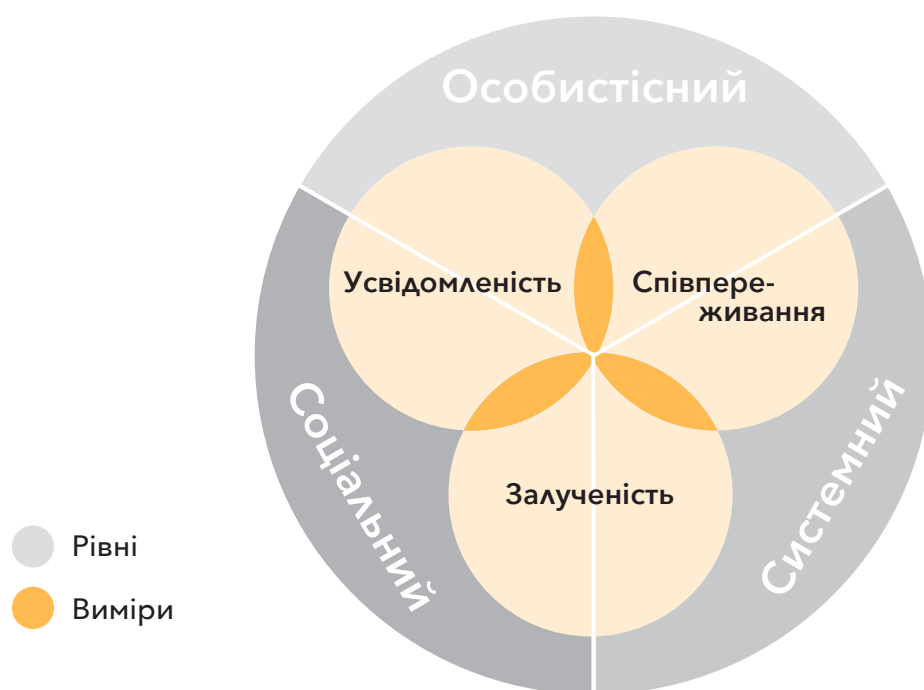 Особистісний
Усвідомленість
Співпере-
живання
Соціальний
Системний
Залученість
Рівні
Виміри